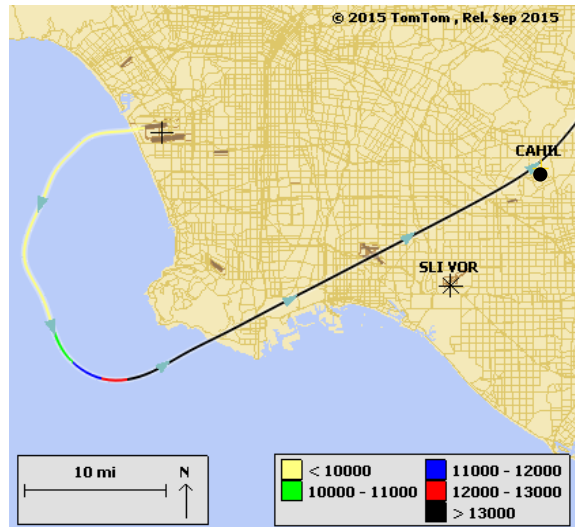 © 2015 TomTom , Rel. Sep 2015
CAHIL
SLI VOR
10 mi
N
< 10000
10000 - 11000
11000 - 12000
12000 - 13000
> 13000